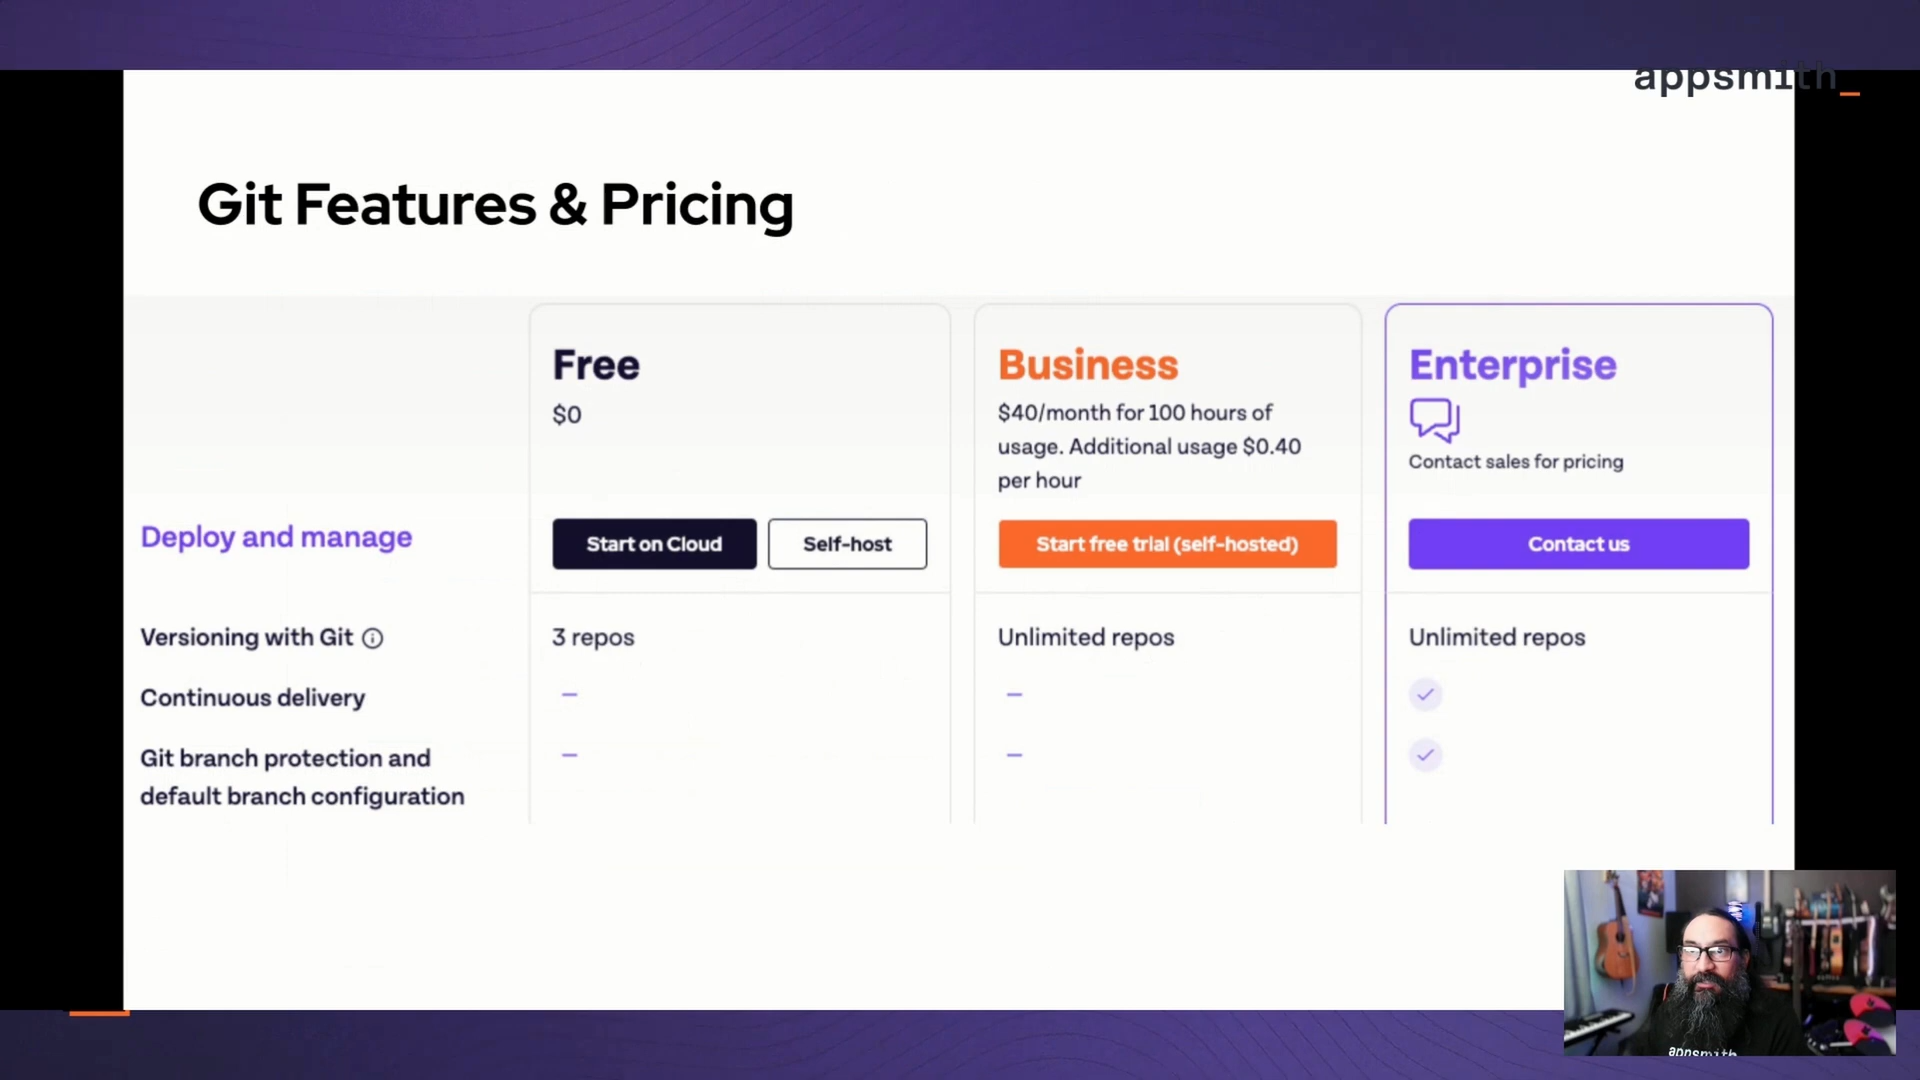 appsmith_
Git Features & Pricing
Free
$0
Business
$40/month for 100 hours of
usage. Additional usage $0.40
per hour
Enterprise
Contact sales for pricing
Deploy and manage
Start on Cloud
Self-host
Start free trial (self-hosted)
Contact us
Versioning with Git
3 repos
Unlimited repos
Unlimited repos
Continuous delivery
Git branch protection and
default branch configuration
appsmith